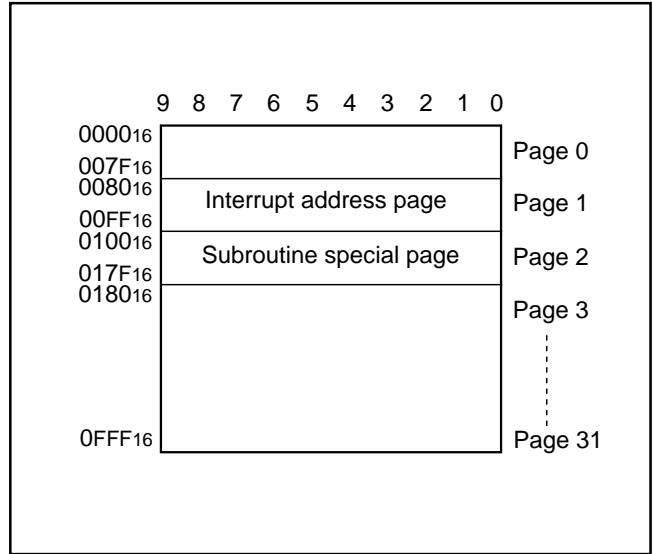 9 8 7 6 5 4 3 2 1 0
0000₁₆
Page 0
007F₁₆
0080₁₆
Interrupt address page
Page 1
00FF₁₆
0100₁₆
Subroutine special page
Page 2
017F₁₆
0180₁₆
Page 3
0FFF₁₆
Page 31